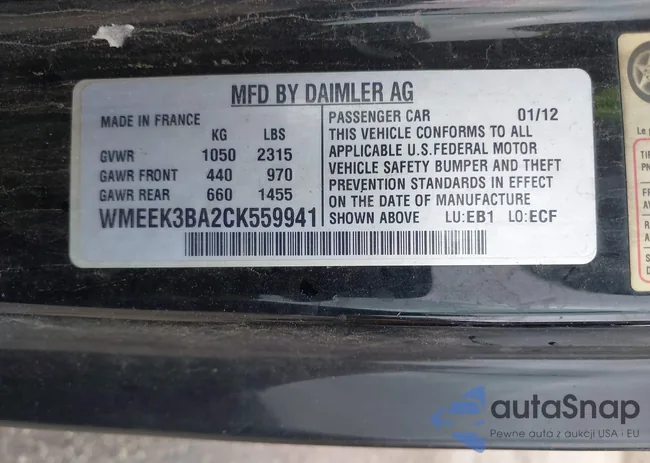 MFD BY DAIMLER AG
MADE IN FRANCE
KG LBS
GVWR 1050 2315
GAWR FRONT 440 970
GAWR REAR 660 1455
WMEEK3BA2CK559941
PASSENGER CAR 01/12
THIS VEHICLE CONFORMS TO ALL
APPLICABLE U.S.FEDERAL MOTOR
VEHICLE SAFETY BUMPER AND THEFT
PREVENTION STANDARDS IN EFFECT
ON THE DATE OF MANUFACTURE
SHOWN ABOVE LU:EB1 LO:ECF
Le
autaSnap
Pewne auto z aukcji USA i EU